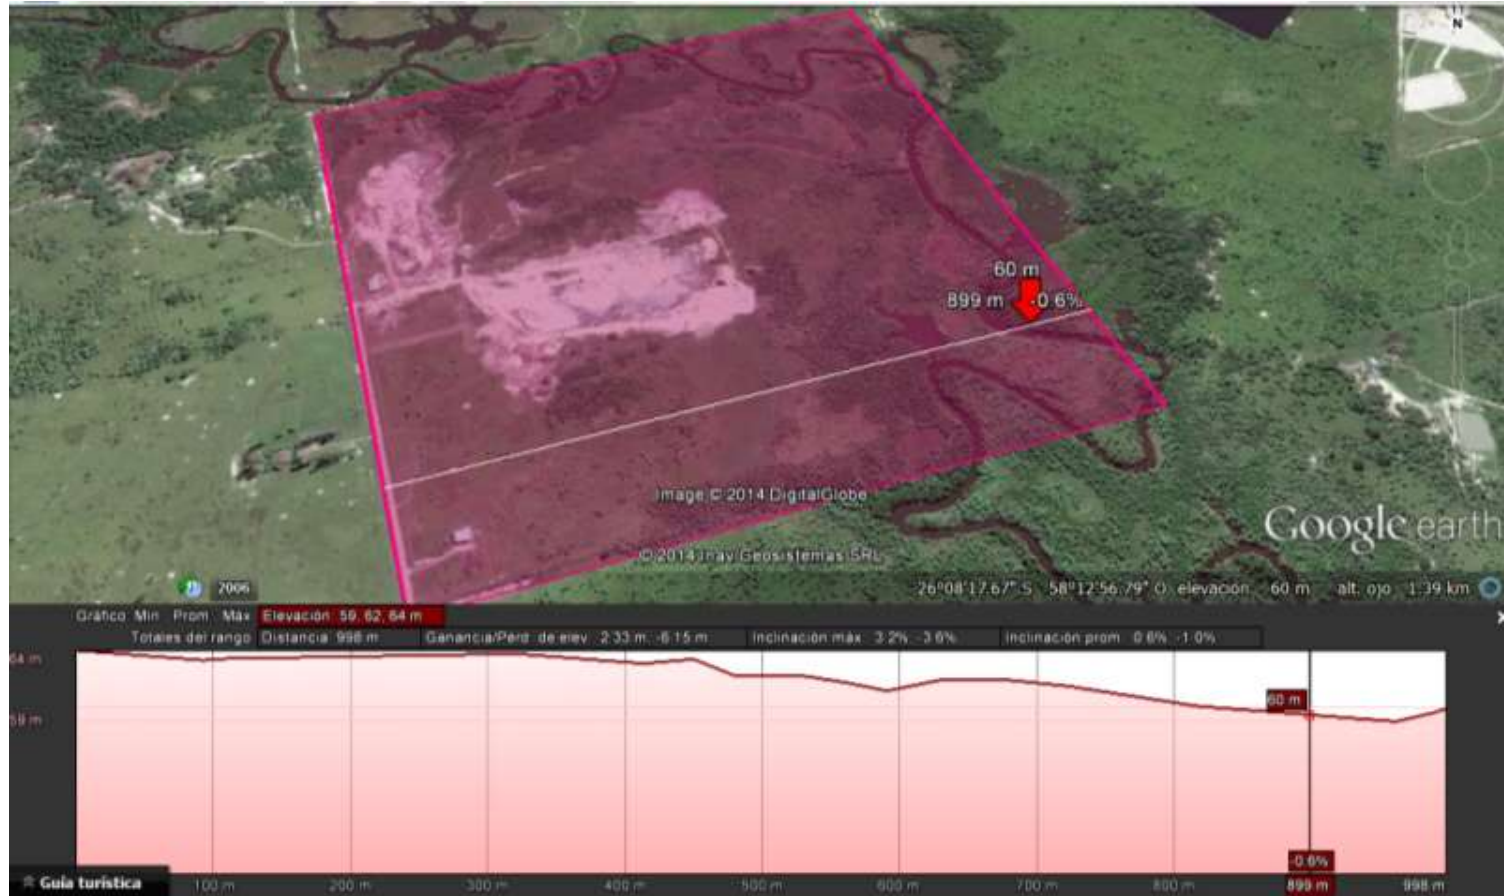 N
60 m
899 m -0.6%
Image © 2014 DigitalGlobe
© 2014 Inav Geosistemas SRL
Google earth
2006
26°08'17.67" S 58°12'56.79" O elevación 60 m alt. ojo 1.39 km
Gráfico Min Prom Máx Elevación 59, 62, 64 m
Totales del rango Distancia 998 m Ganancia/Pérd de elev 2.33 m, -6.15 m Inclinación máx 3.2% -3.6% Inclinación prom 0.6% -1.0%
64 m
60 m
59 m
-0.6%
Guía turística 100 m 200 m 300 m 400 m 500 m 600 m 700 m 800 m 899 m 998 m